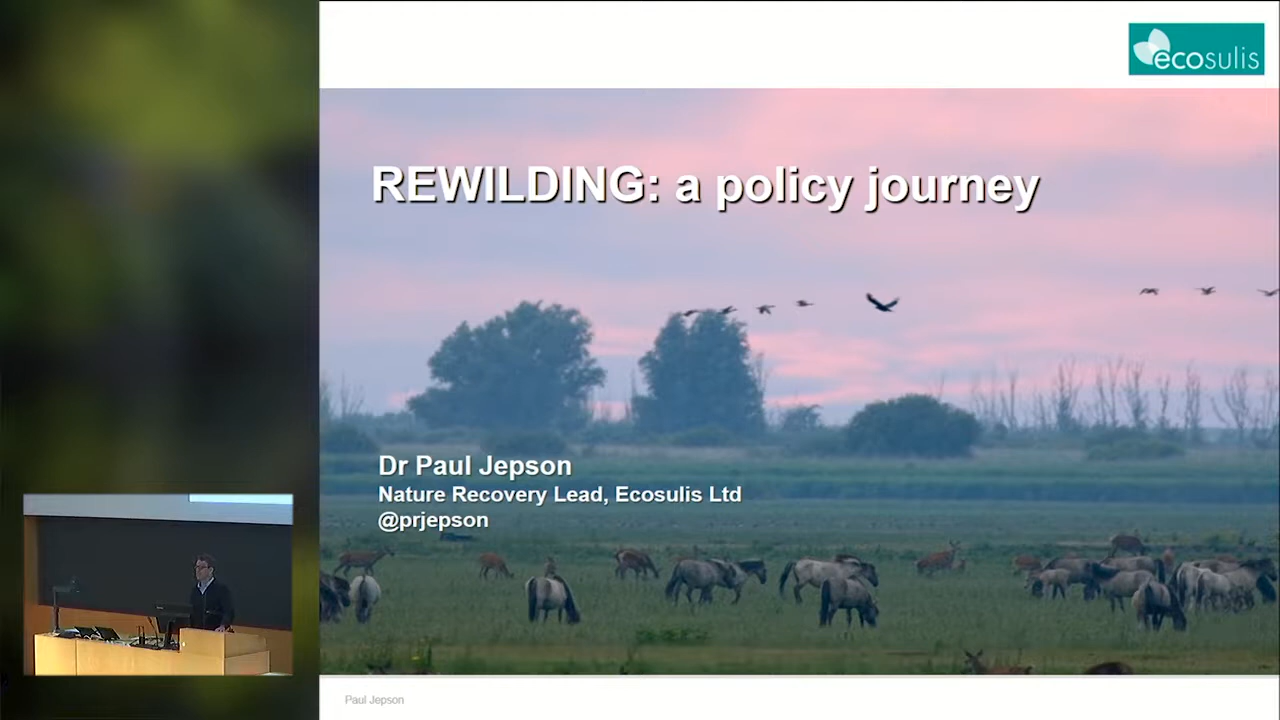 ecosulis
REWILDING: a policy journey
Dr Paul Jepson
Nature Recovery Lead, Ecosulis Ltd
@prjepson
Paul Jepson